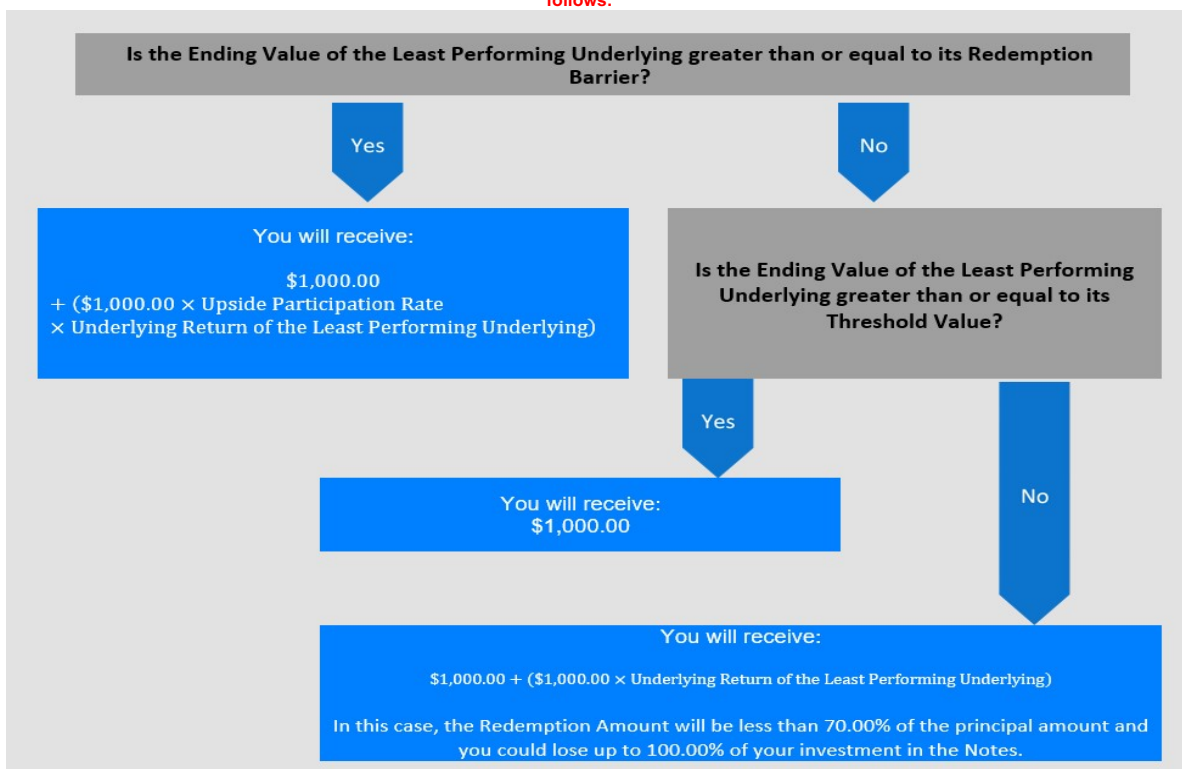 follows:
Is the Ending Value of the Least Performing Underlying greater than or equal to its Redemption
Barrier?
Yes
No
You will receive:
$1,000.00
+ ($1,000.00 × Upside Participation Rate
× Underlying Return of the Least Performing Underlying)
Is the Ending Value of the Least Performing
Underlying greater than or equal to its
Threshold Value?
Yes
No
You will receive:
$1,000.00
You will receive:
$1,000.00 + ($1,000.00 × Underlying Return of the Least Performing Underlying)
In this case, the Redemption Amount will be less than 70.00% of the principal amount and
you could lose up to 100.00% of your investment in the Notes.